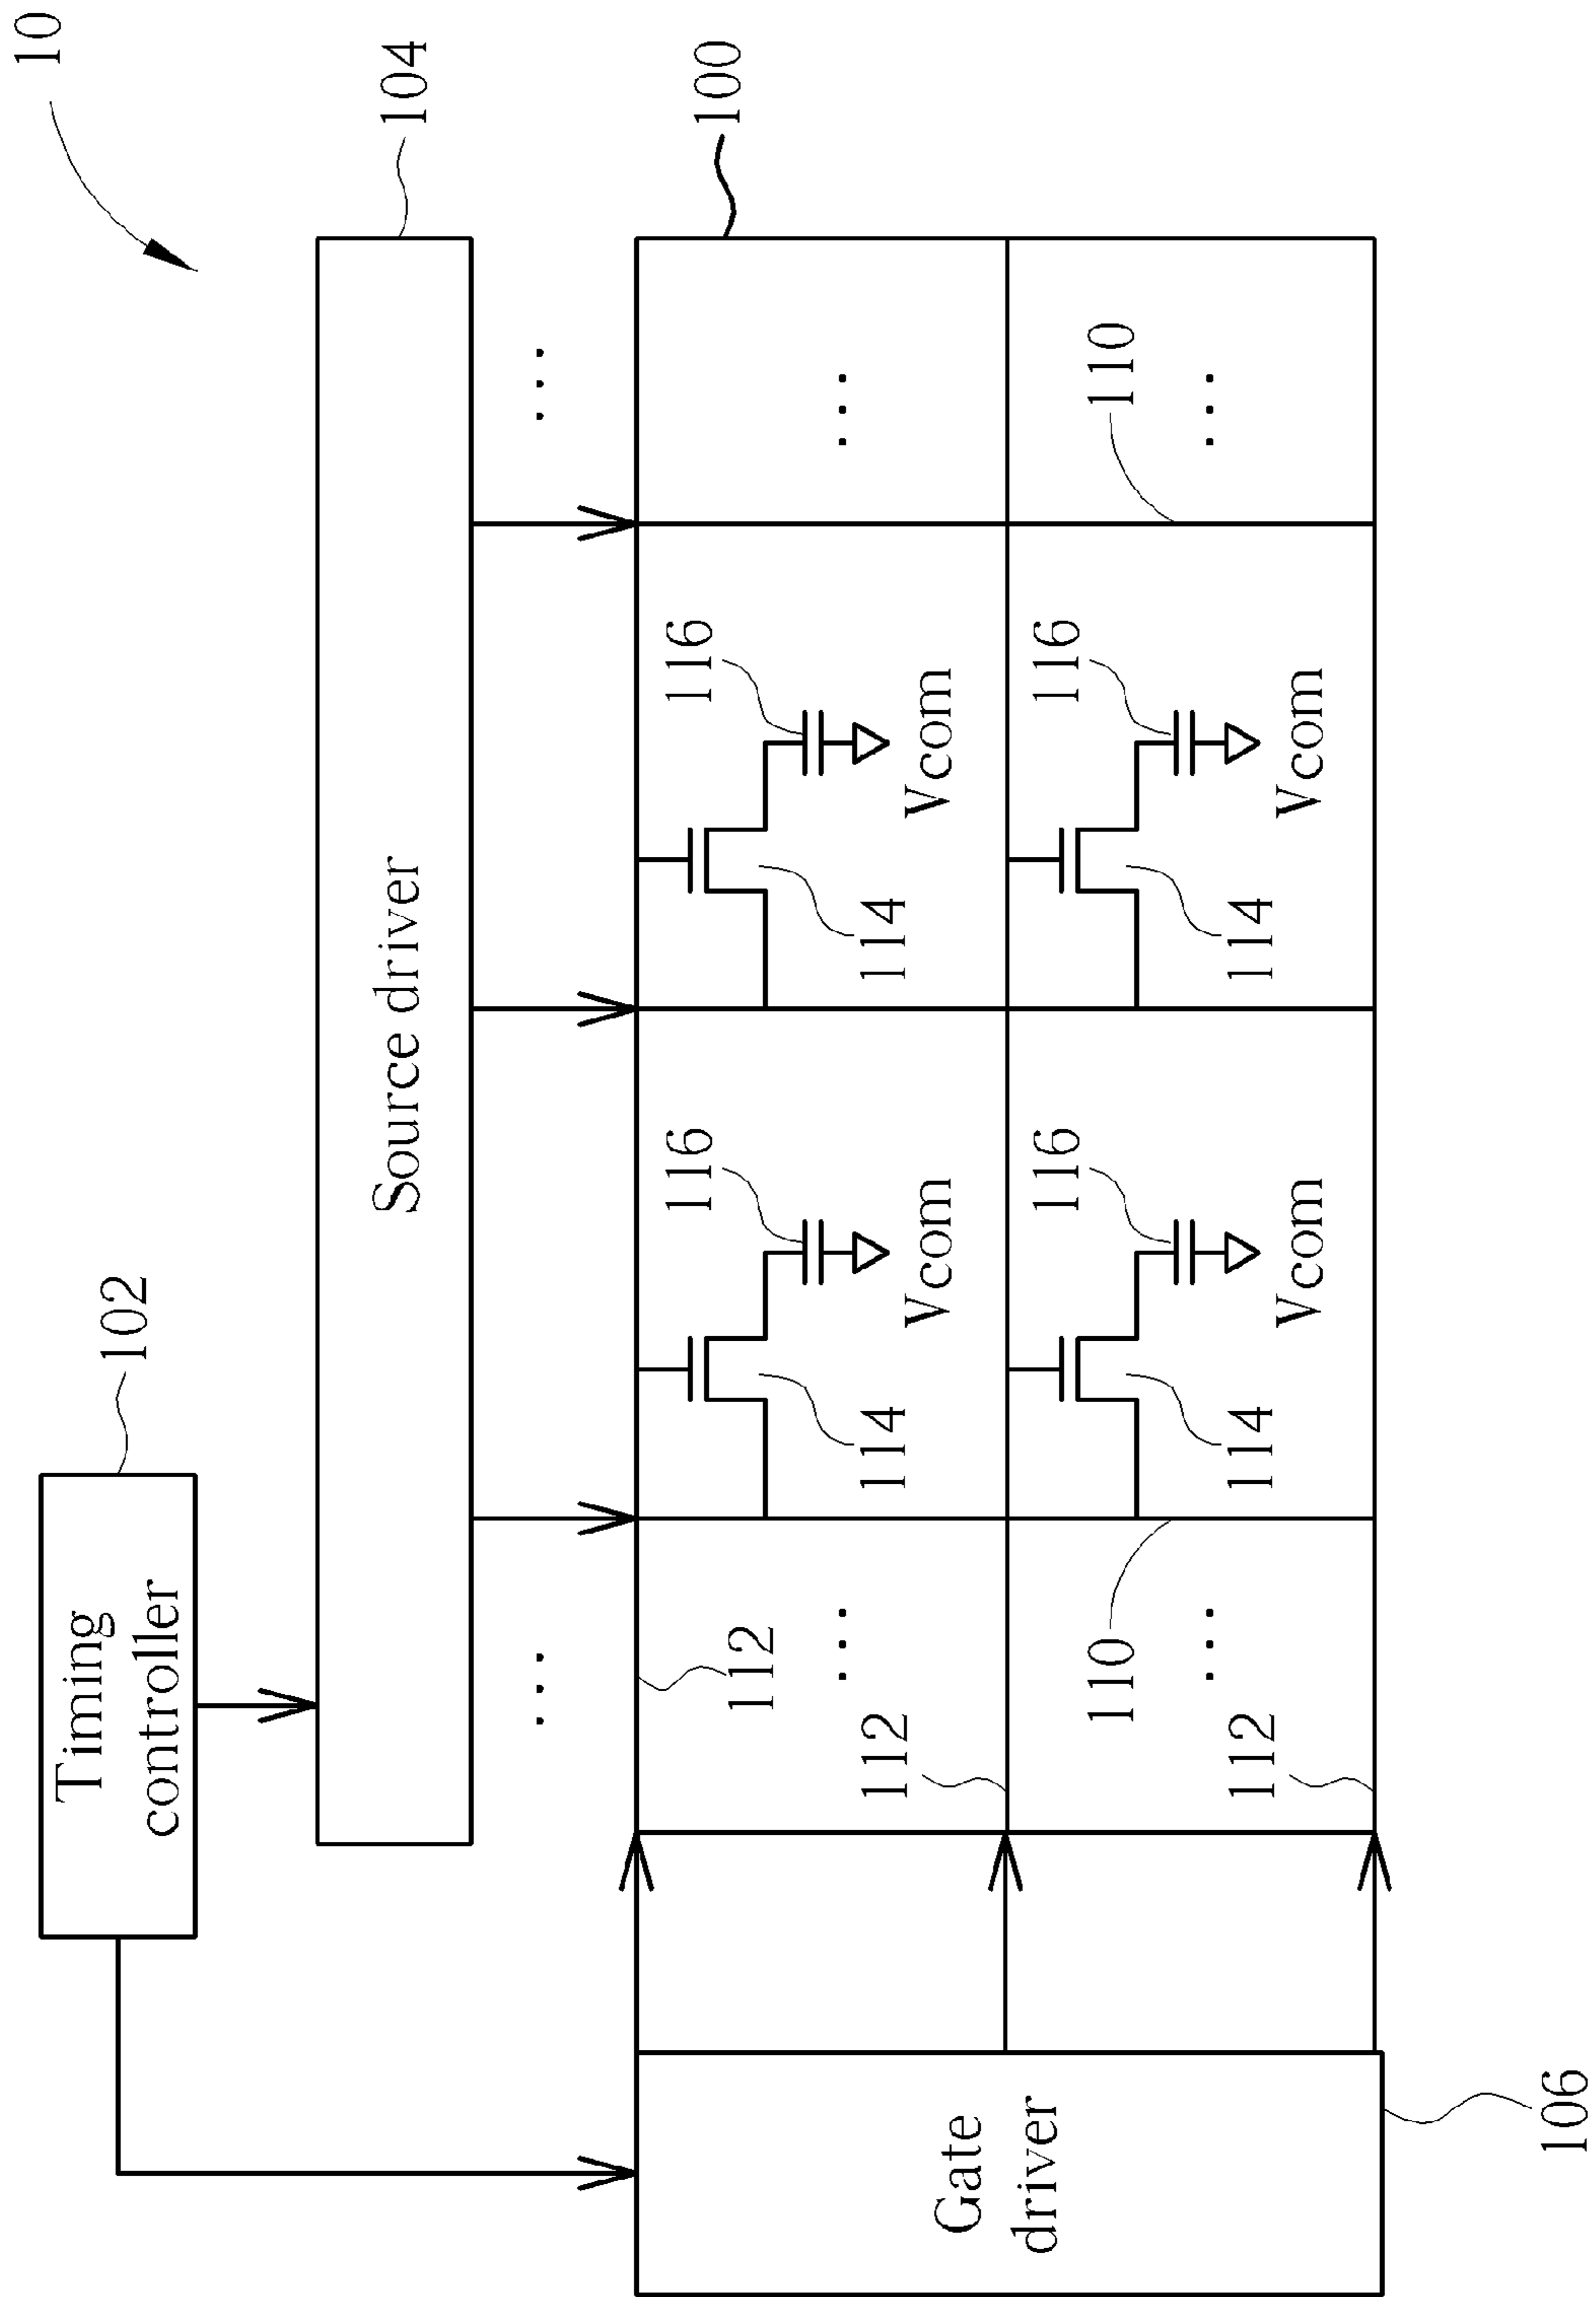 10
Timing
controller
102
Source driver
104
...
...
100
112
...
114
116
Vcom
114
116
Vcom
...
112
110
...
114
116
Vcom
114
116
Vcom
110
...
112
Gate
driver
106